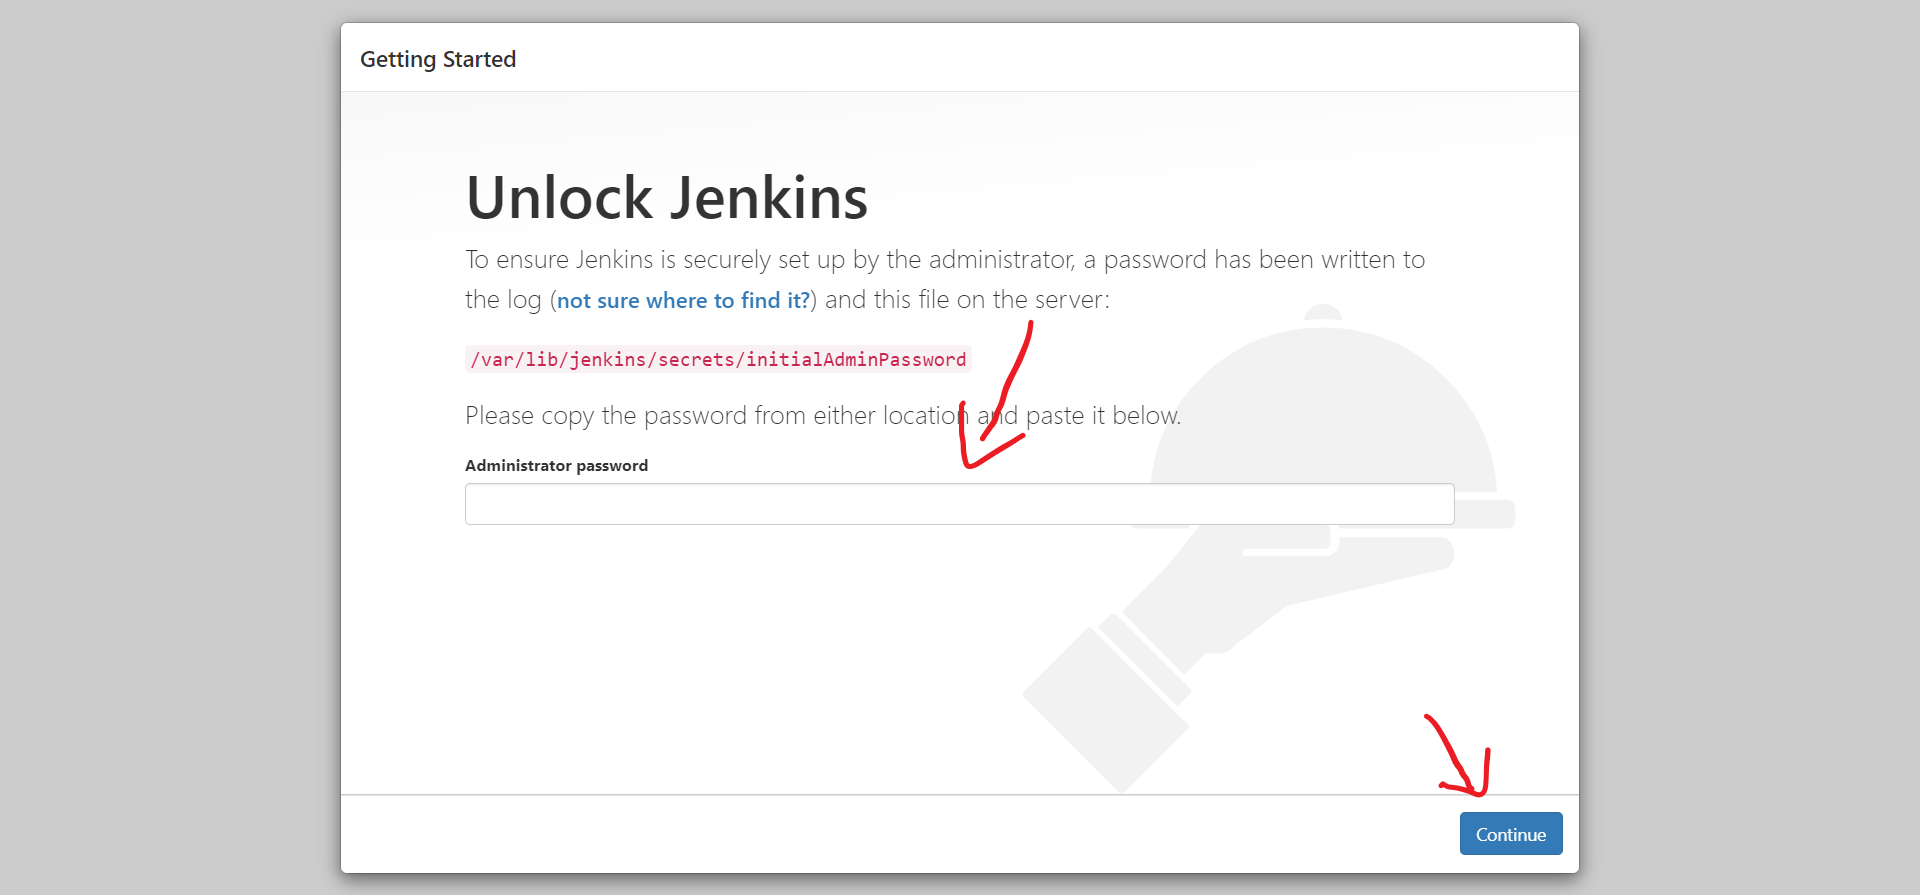 Getting Started
Unlock Jenkins
To ensure Jenkins is securely set up by the administrator, a password has been written to
the log (not sure where to find it?) and this file on the server:
/var/lib/jenkins/secrets/initialAdminPassword
Please copy the password from either location and paste it below.
Administrator password
Continue